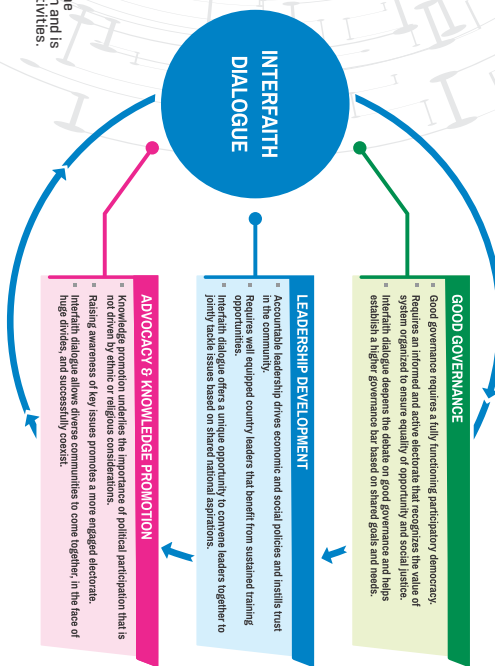 ge
n and is
tivities.
INTERFAITH
DIALOGUE
GOOD GOVERNANCE
Good governance requires a fully functioning participatory democracy.
Requires an informed and active electorate that recognizes the value of
system organized to ensure equality of opportunity and social justice.
Interfaith dialogue deepens the debate on good governance and helps
establish a higher governance bar based on shared goals and needs.
LEADERSHIP DEVELOPMENT
Accountable leadership drives economic and social policies and instills trust
in the community.
Requires well equipped country leaders that benefit from sustained training
opportunities.
Interfaith dialogue offers a unique opportunity to convene leaders together to
jointly tackle issues based on shared national aspirations.
ADVOCACY & KNOWLEDGE PROMOTION
Knowledge promotion underlies the importance of political participation that is
not driven by ethnic or religious considerations.
Raising awareness of key issues promotes a more engaged electorate.
Interfaith dialogue allows diverse communities to come together, in the face of
huge divides, and successfully coexist.